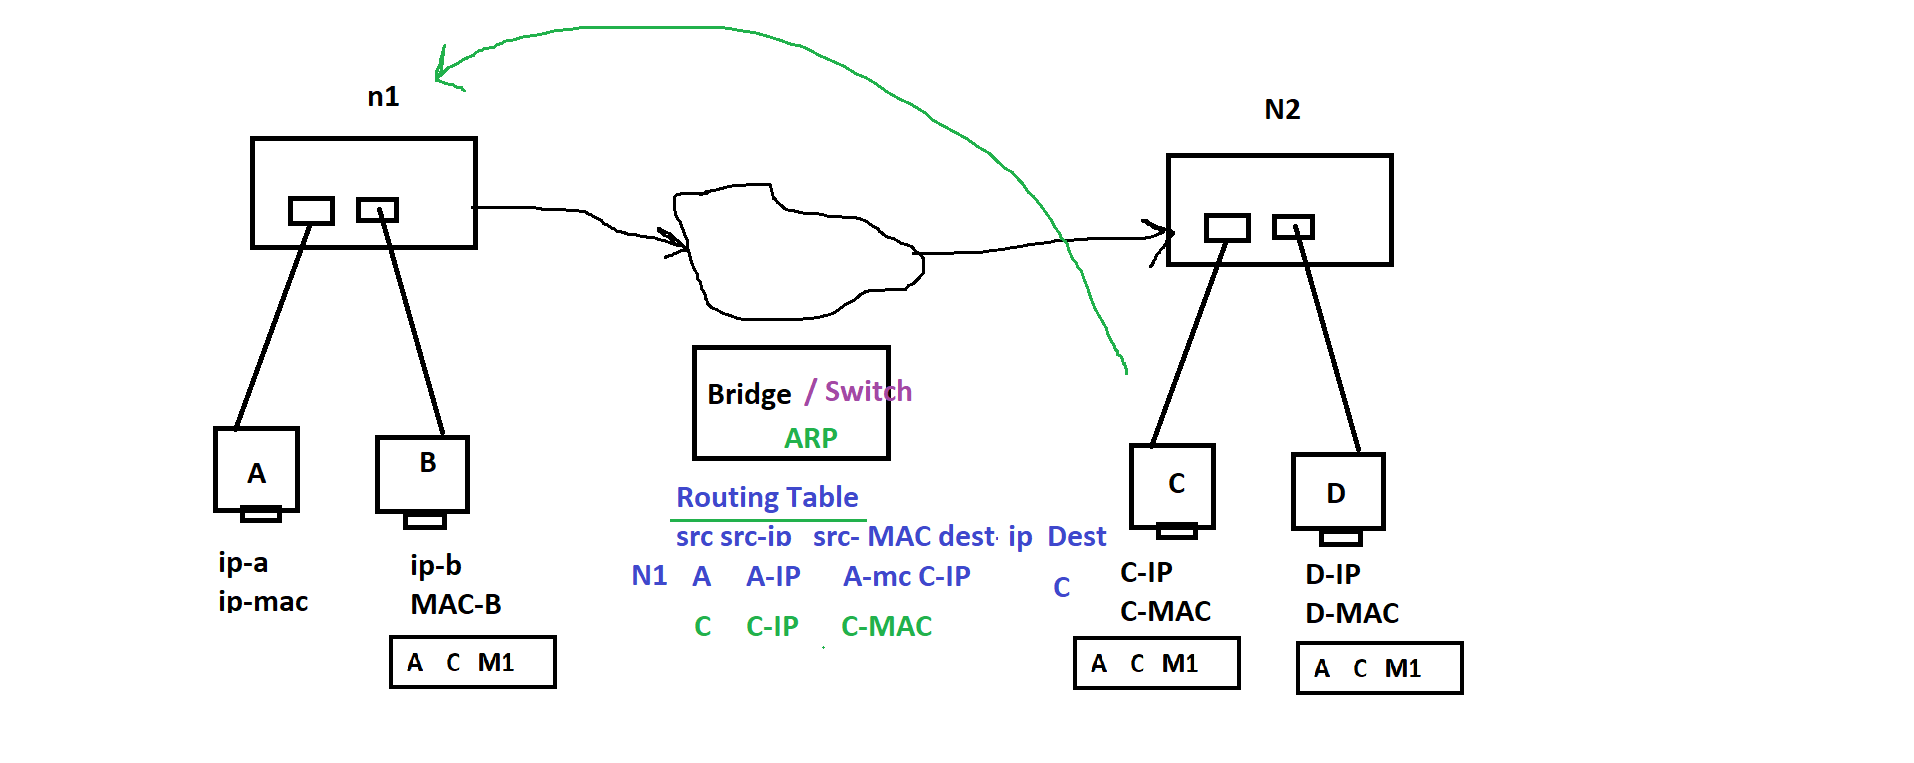 n1
N2
Bridge / Switch
ARP
A
B
C
D
Routing Table
src src-ip src- MAC dest- ip Dest
N1 A A-IP A-mc C-IP C
C C-IP C-MAC
ip-a
ip-mac
ip-b
MAC-B
C-IP
C-MAC
D-IP
D-MAC
A C M1
A C M1
A C M1